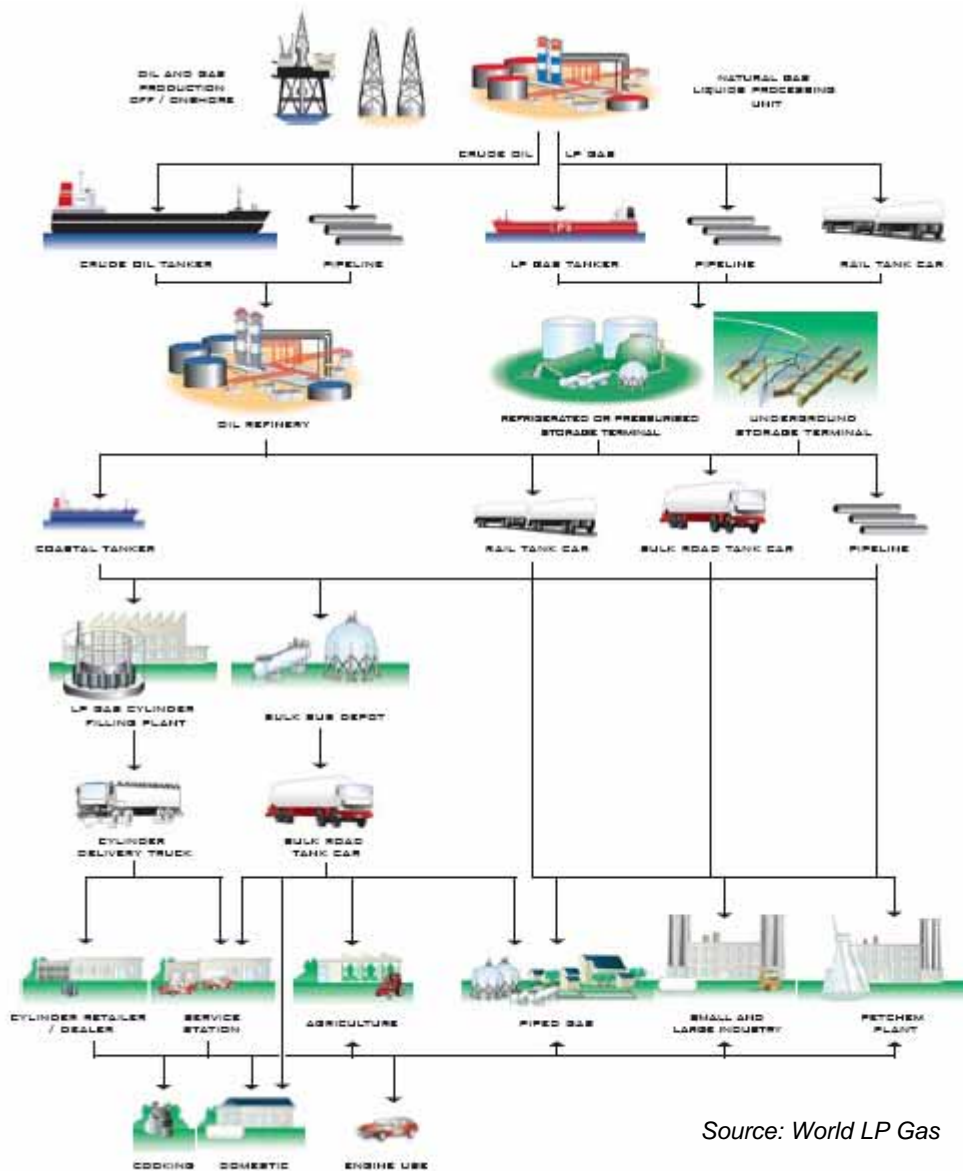 OIL AND GAS
PRODUCTION
OFF / ONSHORE
NATURAL GAS
LIQUIDS PROCESSING
UNIT
CRUDE OIL
LP GAS
CRUDE OIL TANKER
PIPELINE
LPG
LP GAS TANKER
PIPELINE
RAIL TANK CAR
OIL REFINERY
REFRIGERATED OR PRESSURISED
STORAGE TERMINAL
UNDERGROUND
STORAGE TERMINAL
COASTAL TANKER
RAIL TANK CAR
BULK ROAD TANK CAR
PIPELINE
LP GAS CYLINDER
FILLING PLANT
BULK SUB DEPOT
CYLINDER
DELIVERY TRUCK
BULK ROAD
TANK CAR
CYLINDER RETAILER
/ DEALER
SERVICE
STATION
AGRICULTURE
PIPED GAS
SMALL AND
LARGE INDUSTRY
PETCHEM
PLANT
COOKING
DOMESTIC
ENGINE USE
Source: World LP Gas